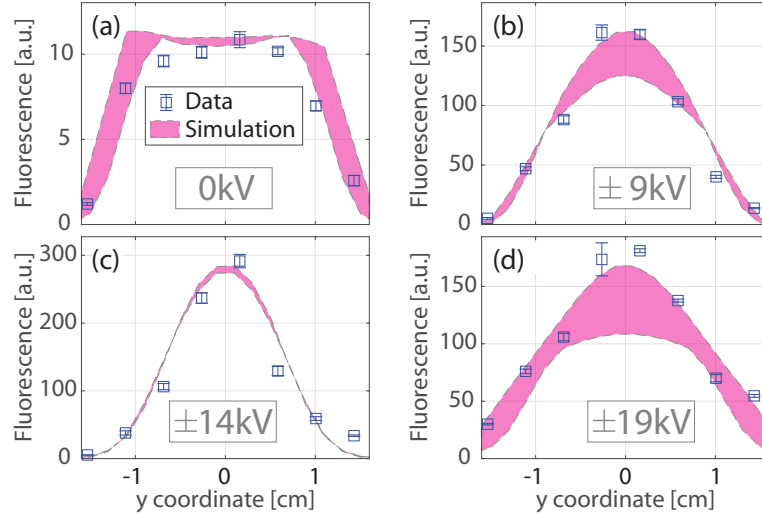 (a)
Fluorescence [a.u.]
10
5
0
Data
Simulation
0kV
(b)
Fluorescence [a.u.]
150
100
50
0
± 9kV
(c)
Fluorescence [a.u.]
300
200
100
0
±14kV
-1 0 1
y coordinate [cm]
(d)
Fluorescence [a.u.]
150
100
50
0
±19kV
-1 0 1
y coordinate [cm]